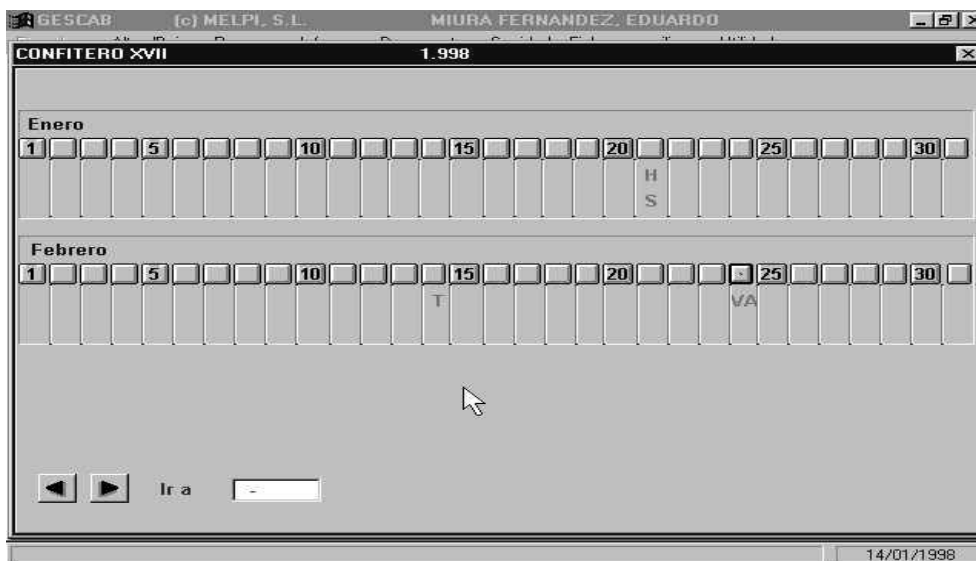 GESCAB (c) MELPI, S.L. MIURA FERNANDEZ, EDUARDO
CONFITERO XVII 1.998
Enero
1 5 10 15 20 25 30
H
S
Febrero
1 5 10 15 20 25 30
T VA
Ir a -
14/01/1998